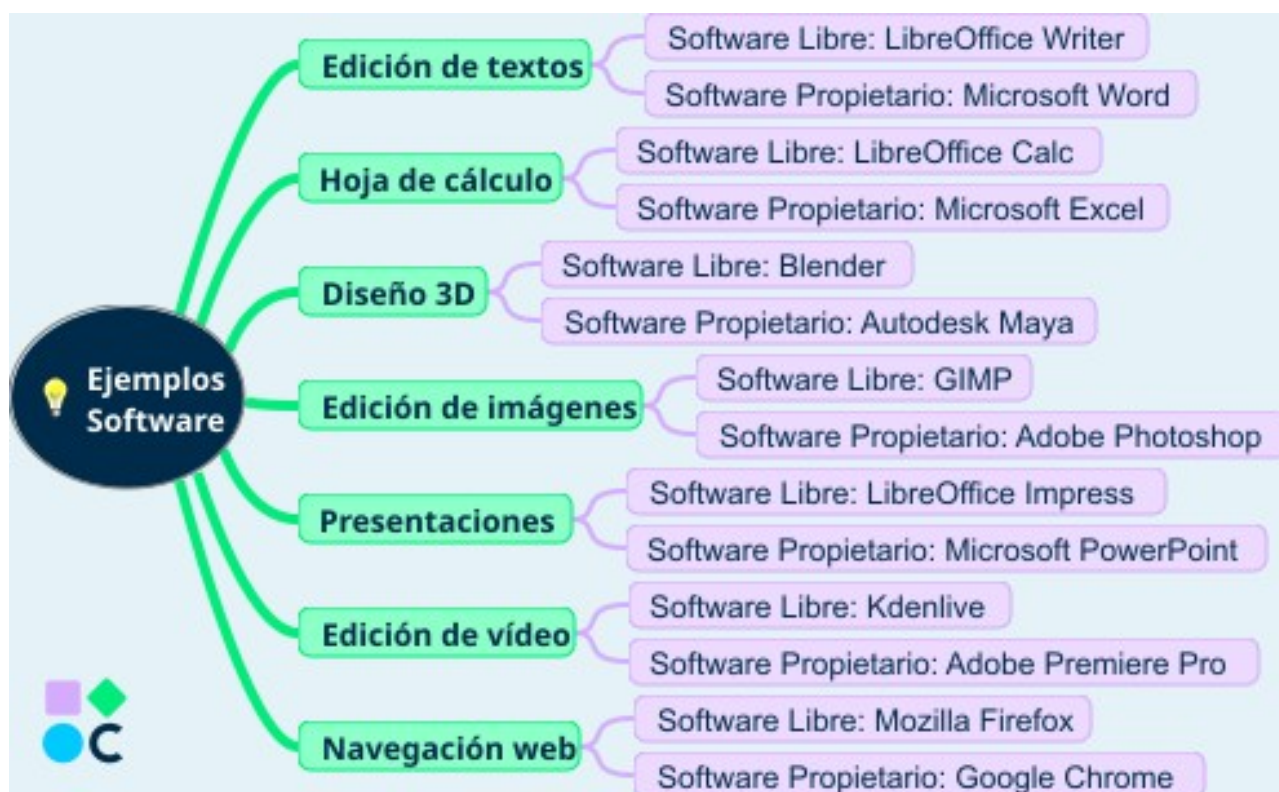 Edición de textos
Software Libre: LibreOffice Writer
Software Propietario: Microsoft Word
Hoja de cálculo
Software Libre: LibreOffice Calc
Software Propietario: Microsoft Excel
Diseño 3D
Software Libre: Blender
Software Propietario: Autodesk Maya
Ejemplos
Software
Edición de imágenes
Software Libre: GIMP
Software Propietario: Adobe Photoshop
Presentaciones
Software Libre: LibreOffice Impress
Software Propietario: Microsoft PowerPoint
Edición de vídeo
Software Libre: Kdenlive
Software Propietario: Adobe Premiere Pro
Navegación web
Software Libre: Mozilla Firefox
Software Propietario: Google Chrome
C